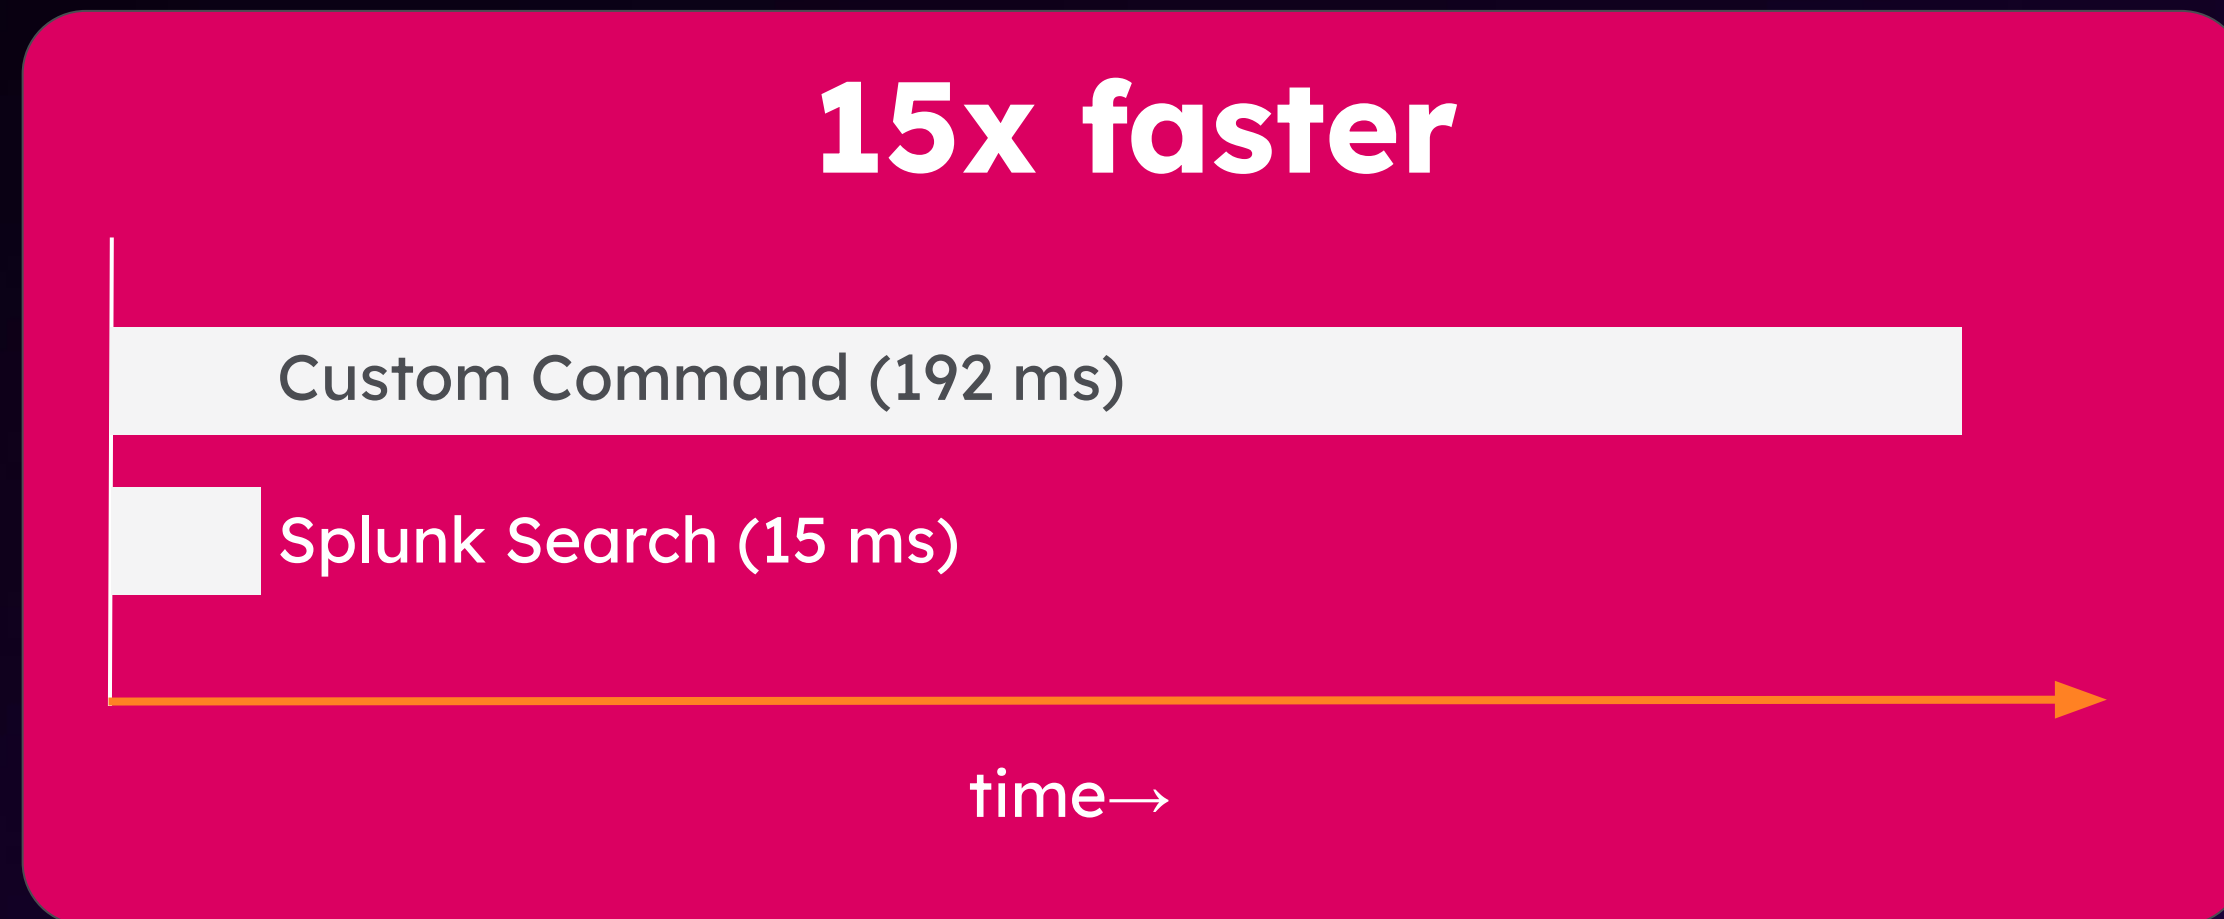 15x faster
Custom Command (192 ms)
Splunk Search (15 ms)
time→